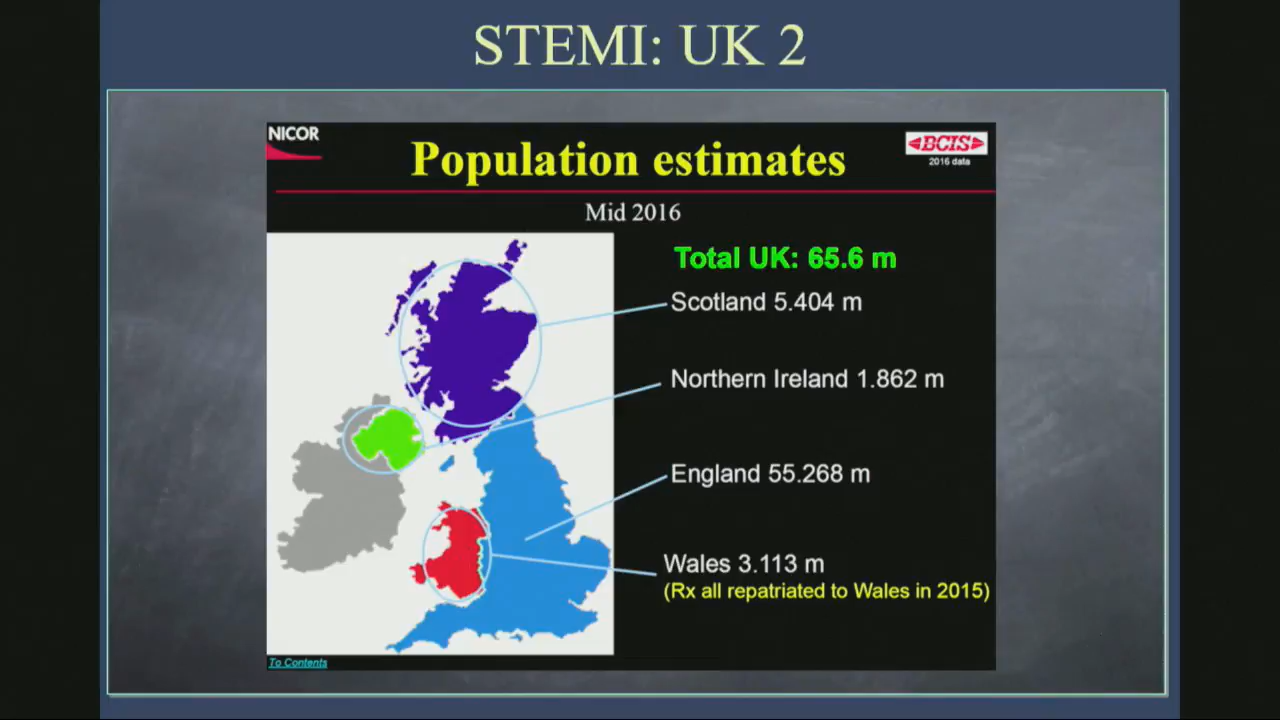 STEMI: UK 2
NICOR
Population estimates
BCIS
2016 data
Mid 2016
Total UK: 65.6 m
Scotland 5.404 m
Northern Ireland 1.862 m
England 55.268 m
Wales 3.113 m
(Rx all repatriated to Wales in 2015)
To Contents